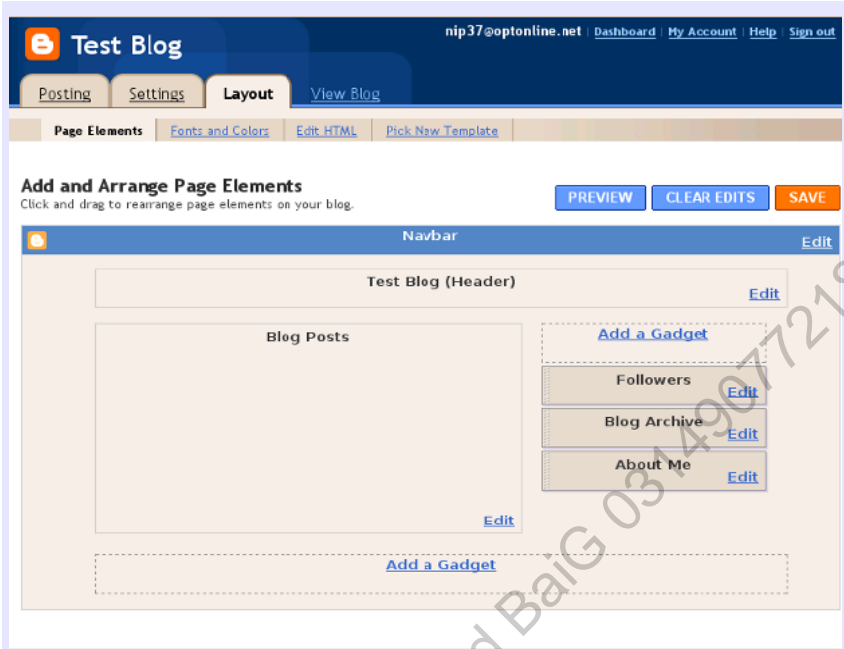 nip37@optonline.net | Dashboard | My Account | Help | Sign out
Test Blog
Posting Settings Layout View Blog
Page Elements Fonts and Colors Edit HTML Pick New Template
Add and Arrange Page Elements
Click and drag to rearrange page elements on your blog.
PREVIEW CLEAR EDITS SAVE
Navbar
Edit
Test Blog (Header)
Edit
Blog Posts
Edit
Add a Gadget
Followers
Edit
Blog Archive
Edit
About Me
Edit
Add a Gadget
BaiG 0314907721